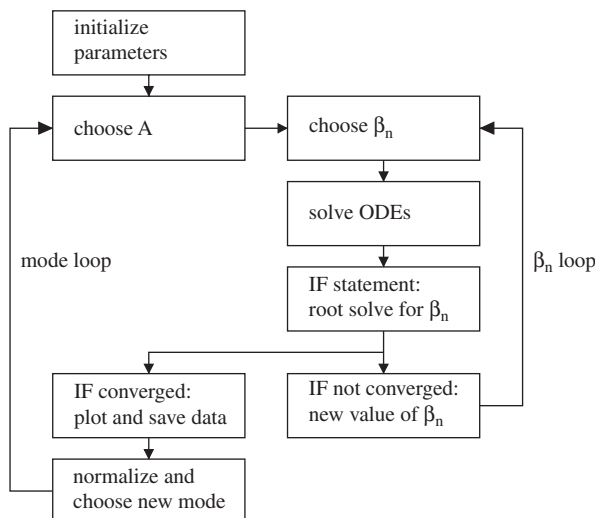 initialize
parameters
choose A
choose βn
solve ODEs
mode loop
βn loop
IF statement:
root solve for βn
IF converged:
plot and save data
IF not converged:
new value of βn
normalize and
choose new mode